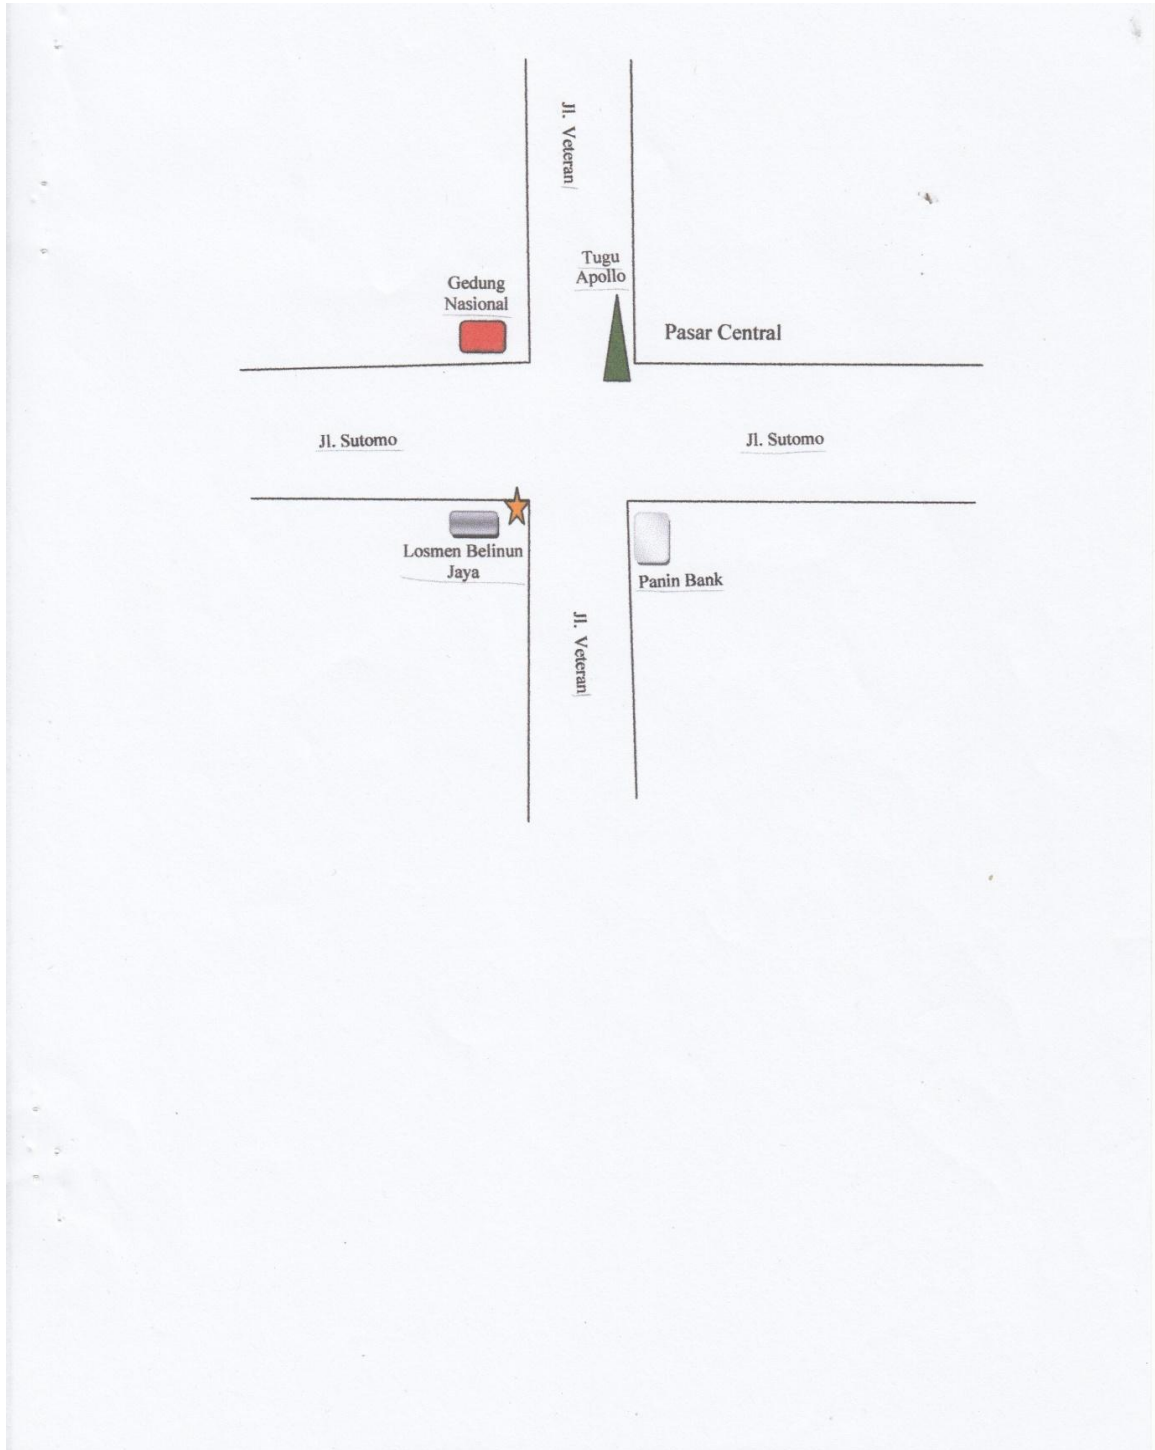 Jl. Veteran
Tugu
Apollo
Gedung
Nasional
Pasar Central
Jl. Sutomo
Jl. Sutomo
Losmen Belinun
Jaya
Panin Bank
Jl. Veteran